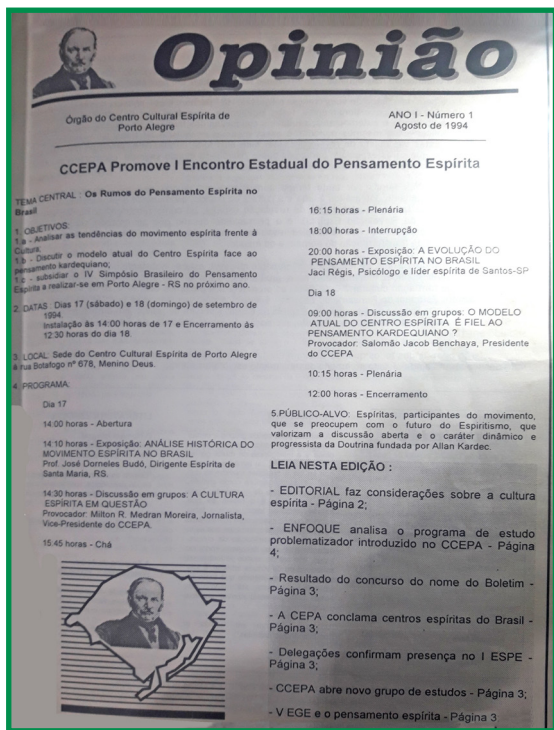 Opinião
Órgão do Centro Cultural Espírita de
Porto Alegre
ANO I - Número 1
Agosto de 1994
CCEPA Promove I Encontro Estadual do Pensamento Espírita
TEMA CENTRAL : Os Rumos do Pensamento Espírita no
Brasil
1. OBJETIVOS:
1.a - Analisar as tendências do movimento espírita frente à
Cultura;
1.b - Discutir o modelo atual do Centro Espírita face ao
pensamento kardequiano;
1.c - subsidiar o IV Simpósio Brasileiro do Pensamento
Espírita a realizar-se em Porto Alegre - RS no próximo ano.
2. DATAS : Dias 17 (sábado) e 18 (domingo) de setembro de
1994.
Instalação às 14:00 horas de 17 e Encerramento às
12:30 horas do dia 18.
3. LOCAL: Sede do Centro Cultural Espírita de Porto Alegre
à rua Botafogo nº 678, Menino Deus.
4. PROGRAMA:
Dia 17
14:00 horas - Abertura
14:10 horas - Exposição: ANÁLISE HISTÓRICA DO
MOVIMENTO ESPÍRITA NO BRASIL
Prof. José Dorneles Budó, Dirigente Espírita de
Santa Maria, RS.
14:30 horas - Discussão em grupos: A CULTURA
ESPÍRITA EM QUESTÃO
Provocador: Milton R. Medran Moreira, Jornalista,
Vice-Presidente do CCEPA.
15:45 horas - Chá
16:15 horas - Plenária
18:00 horas - Interrupção
20:00 horas - Exposição: A EVOLUÇÃO DO
PENSAMENTO ESPÍRITA NO BRASIL
Jaci Régis, Psicólogo e líder espírita de Santos-SP
Dia 18
09:00 horas - Discussão em grupos: O MODELO
ATUAL DO CENTRO ESPÍRITA É FIEL AO
PENSAMENTO KARDEQUIANO ?
Provocador: Salomão Jacob Benchaya, Presidente
do CCEPA
10:15 horas - Plenária
12:00 horas - Encerramento
5.PÚBLICO-ALVO: Espíritas, participantes do movimento,
que se preocupem com o futuro do Espiritismo, que
valorizam a discussão aberta e o caráter dinâmico e
progressista da Doutrina fundada por Allan Kardec.
LEIA NESTA EDIÇÃO :
- EDITORIAL faz considerações sobre a cultura
espírita - Página 2;
- ENFOQUE analisa o programa de estudo
problematizador introduzido no CCEPA - Página
4;
- Resultado do concurso do nome do Boletim -
Página 3;
- A CEPA conclama centros espíritas do Brasil -
Página 3;
- Delegações confirmam presença no I ESPE -
Página 3;
- CCEPA abre novo grupo de estudos - Página 3;
- V EGE e o pensamento espírita - Página 3